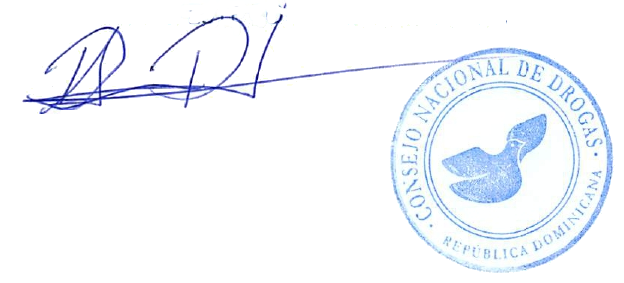 · CONSEJO NACIONAL DE DROGAS ·
REPÚBLICA DOMINICANA